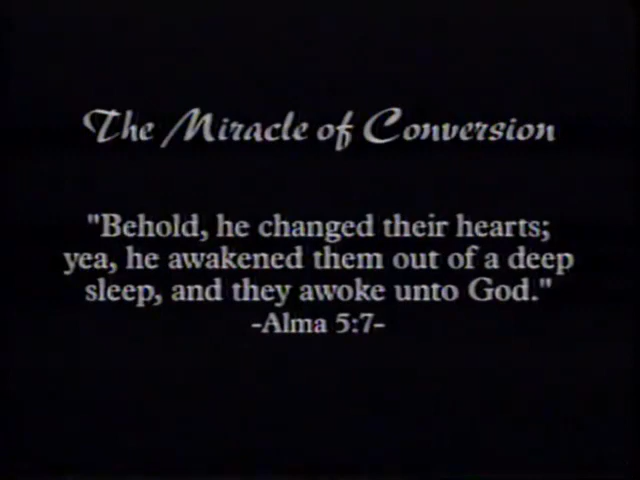 The Miracle of Conversion
"Behold, he changed their hearts;
yea, he awakened them out of a deep
sleep, and they awoke unto God."
-Alma 5:7-